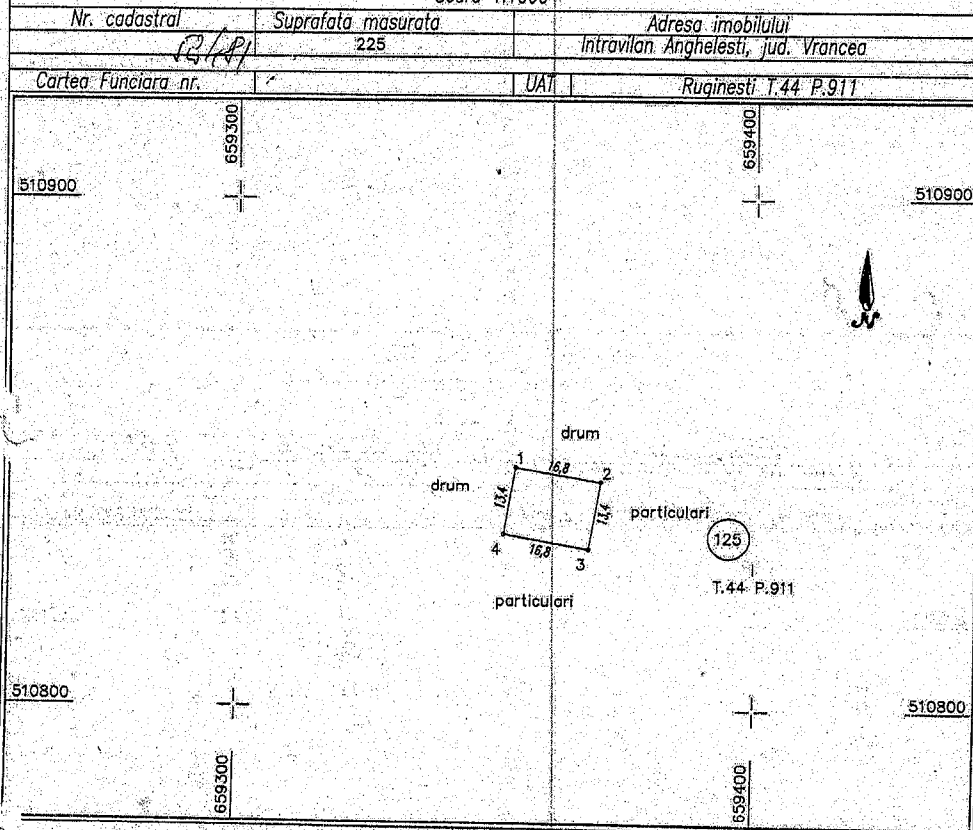 Nr. cadastral Suprafata masurata Adresa imobilului
225 Intravilan Anghelesti, jud. Vrancea
Cartea Funciara nr. UAT Ruginesti T.44 P.911
659300 659400
510900 510900
N
drum
1 16,8 2
drum 13,4 13,4 particulari
125
4 16,8 3
T.44 P.911
particulari
510800 510800
659300 659400